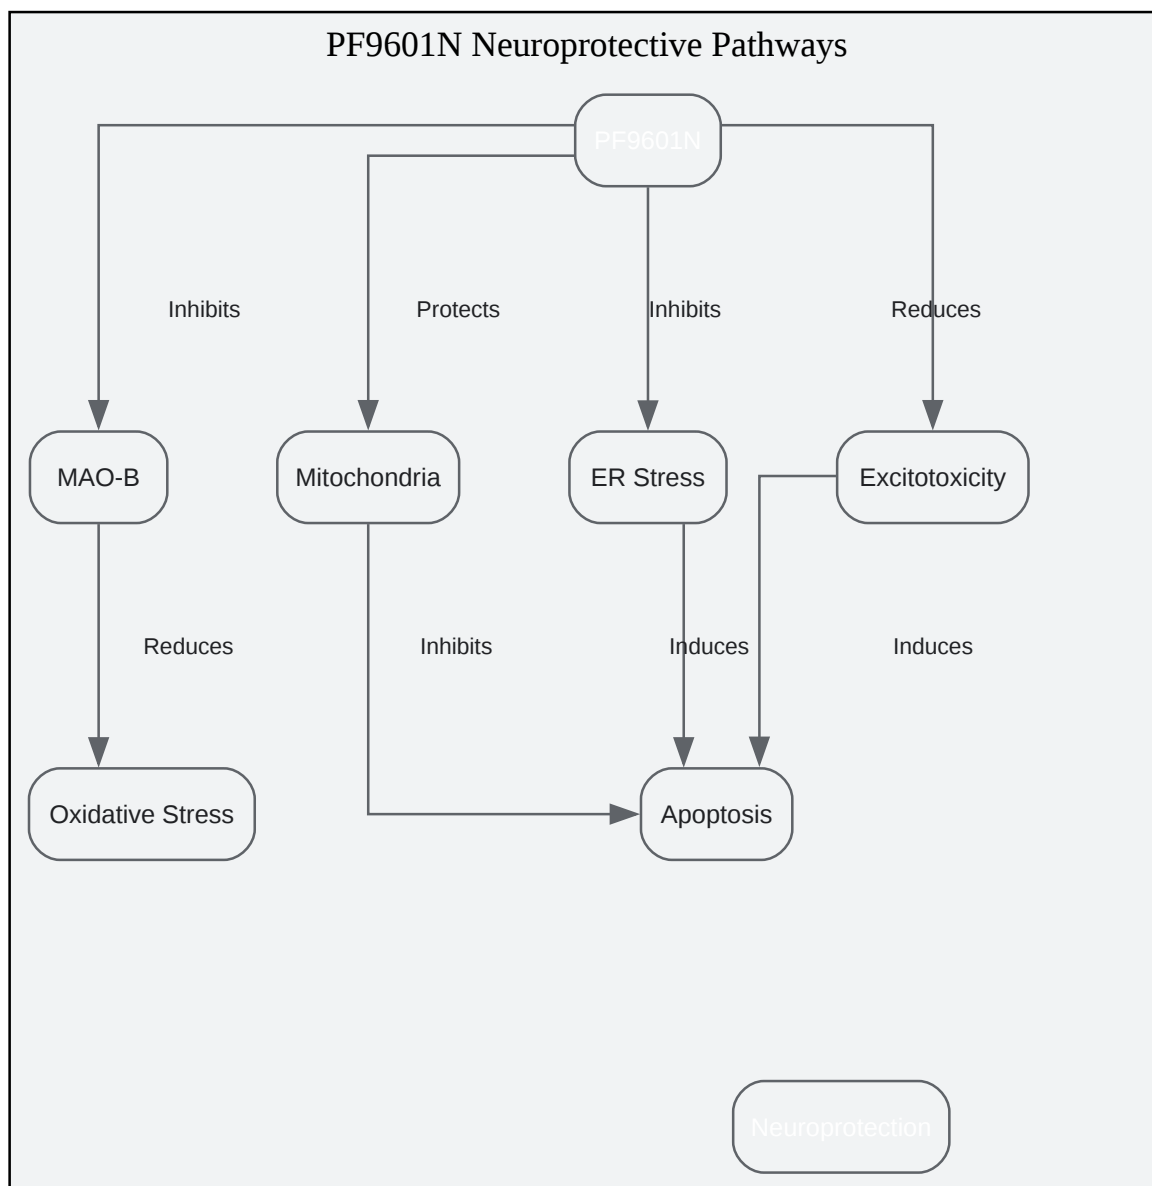 PF9601N Neuroprotective Pathways
PF9601N
Inhibits
Protects
Inhibits
Reduces
MAO-B
Mitochondria
ER Stress
Excitotoxicity
Reduces
Inhibits
Induces
Induces
Oxidative Stress
Apoptosis
Neuroprotection